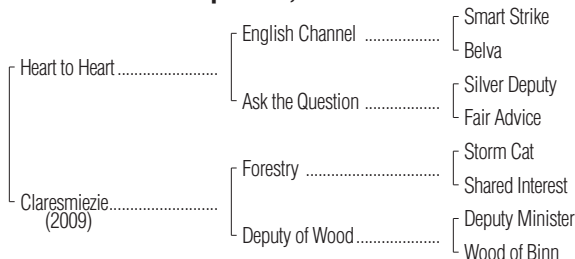 Smart Strike
English Channel ..................
Belva
Heart to Heart ........................
Silver Deputy
Ask the Question ..................
Fair Advice
Storm Cat
Forestry ................................
Shared Interest
Claresmiezie..........................
(2009)
Deputy Minister
Deputy of Wood....................
Wood of Binn